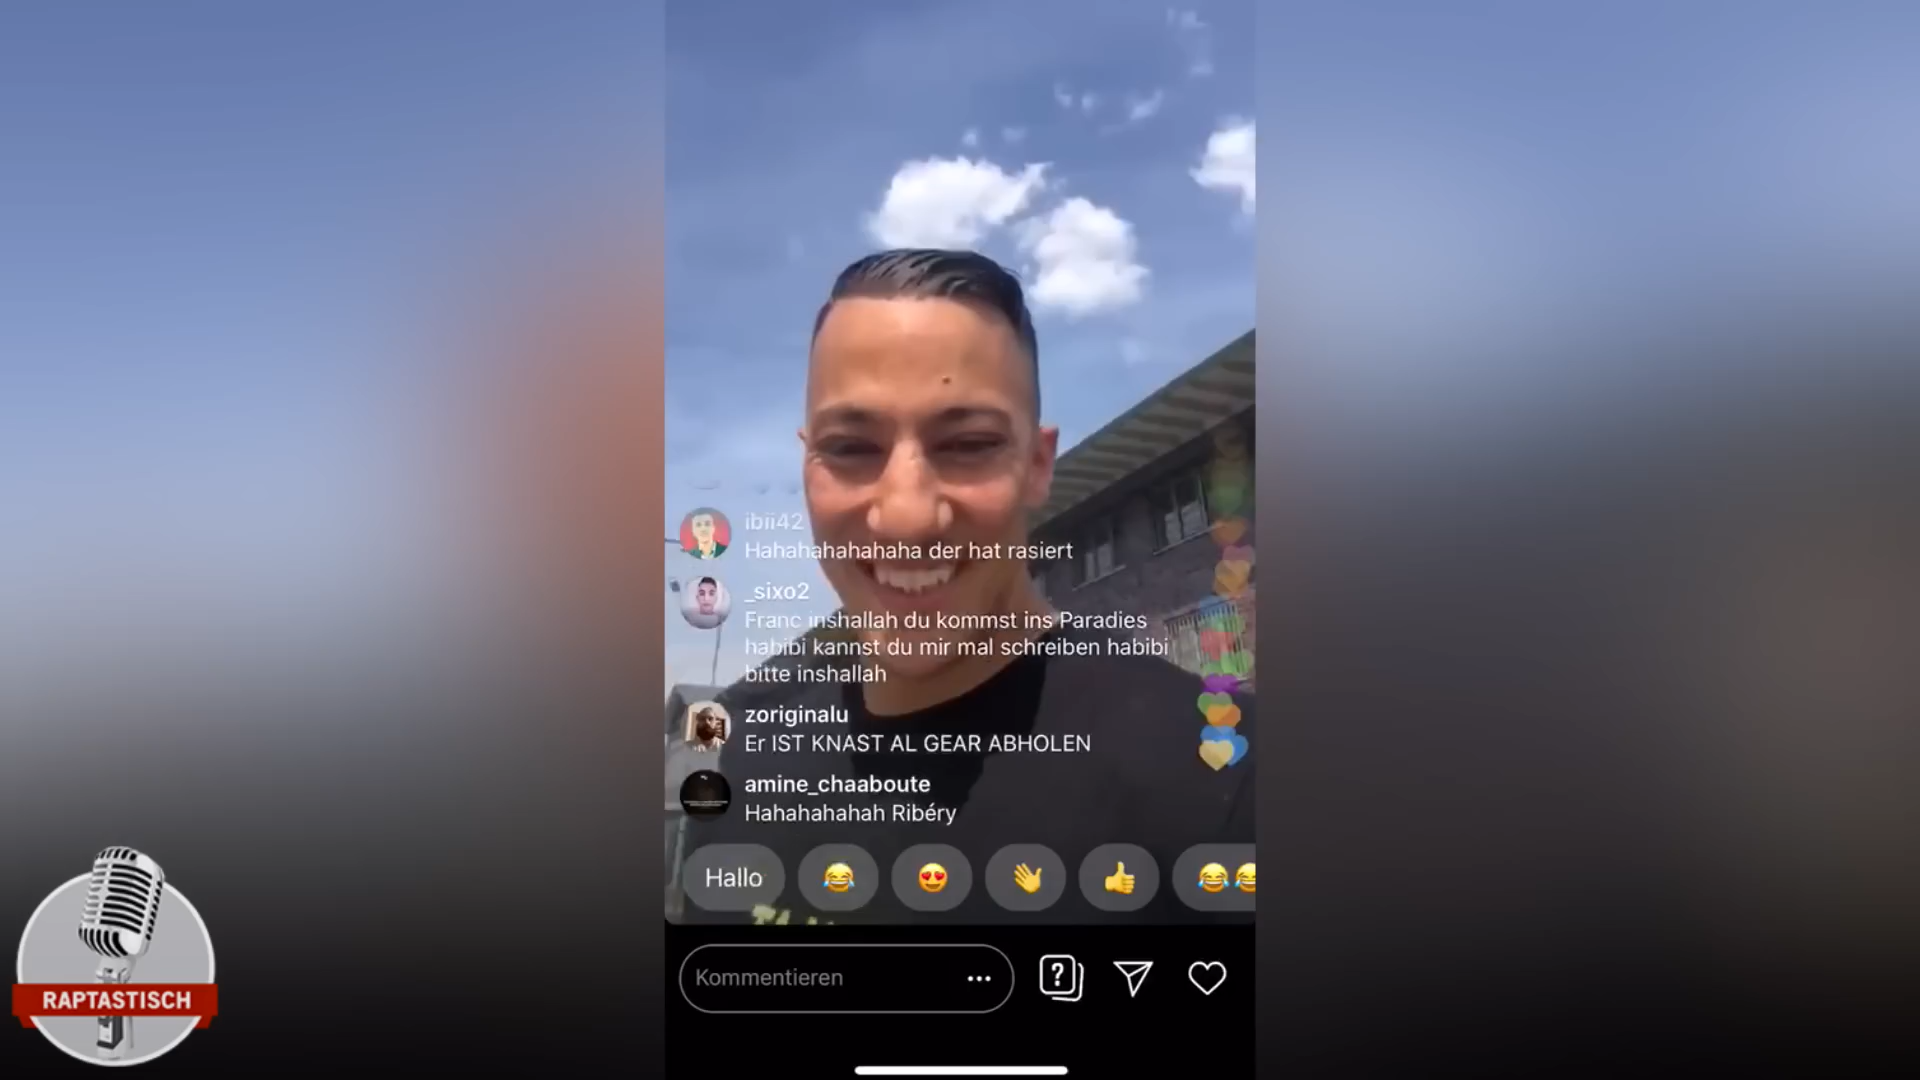 ibii42
Hahahahahahaha der hat rasiert
_sixo2
Franc inshallah du kommst ins Paradies
habibi kannst du mir mal schreiben habibi
bitte inshallah
zoriginalu
Er IST KNAST AL GEAR ABHOLEN
amine_chaaboute
Hahahahahah Ribéry
Hallo
Kommentieren
RAPTASTISCH